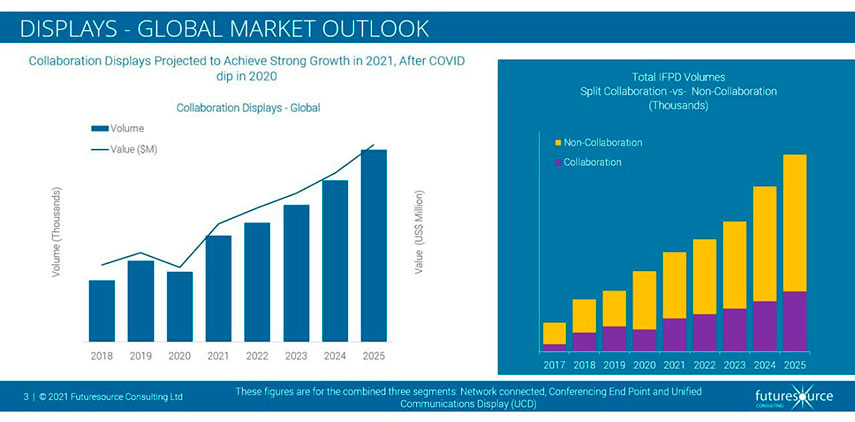 DISPLAYS - GLOBAL MARKET OUTLOOK
Collaboration Displays Projected to Achieve Strong Growth in 2021, After COVID
dip in 2020
Collaboration Displays - Global
Volume
Value ($M)
Volume (Thousands)
Value (US$ Million)
2018 2019 2020 2021 2022 2023 2024 2025
Total IFPD Volumes
Split Collaboration -vs- Non-Collaboration
(Thousands)
Non-Collaboration
Collaboration
2017 2018 2019 2020 2021 2022 2023 2024 2025
3 | © 2021 Futuresource Consulting Ltd
These figures are for the combined three segments: Network connected, Conferencing End Point and Unified
Communications Display (UCD)
futuresource
CONSULTING